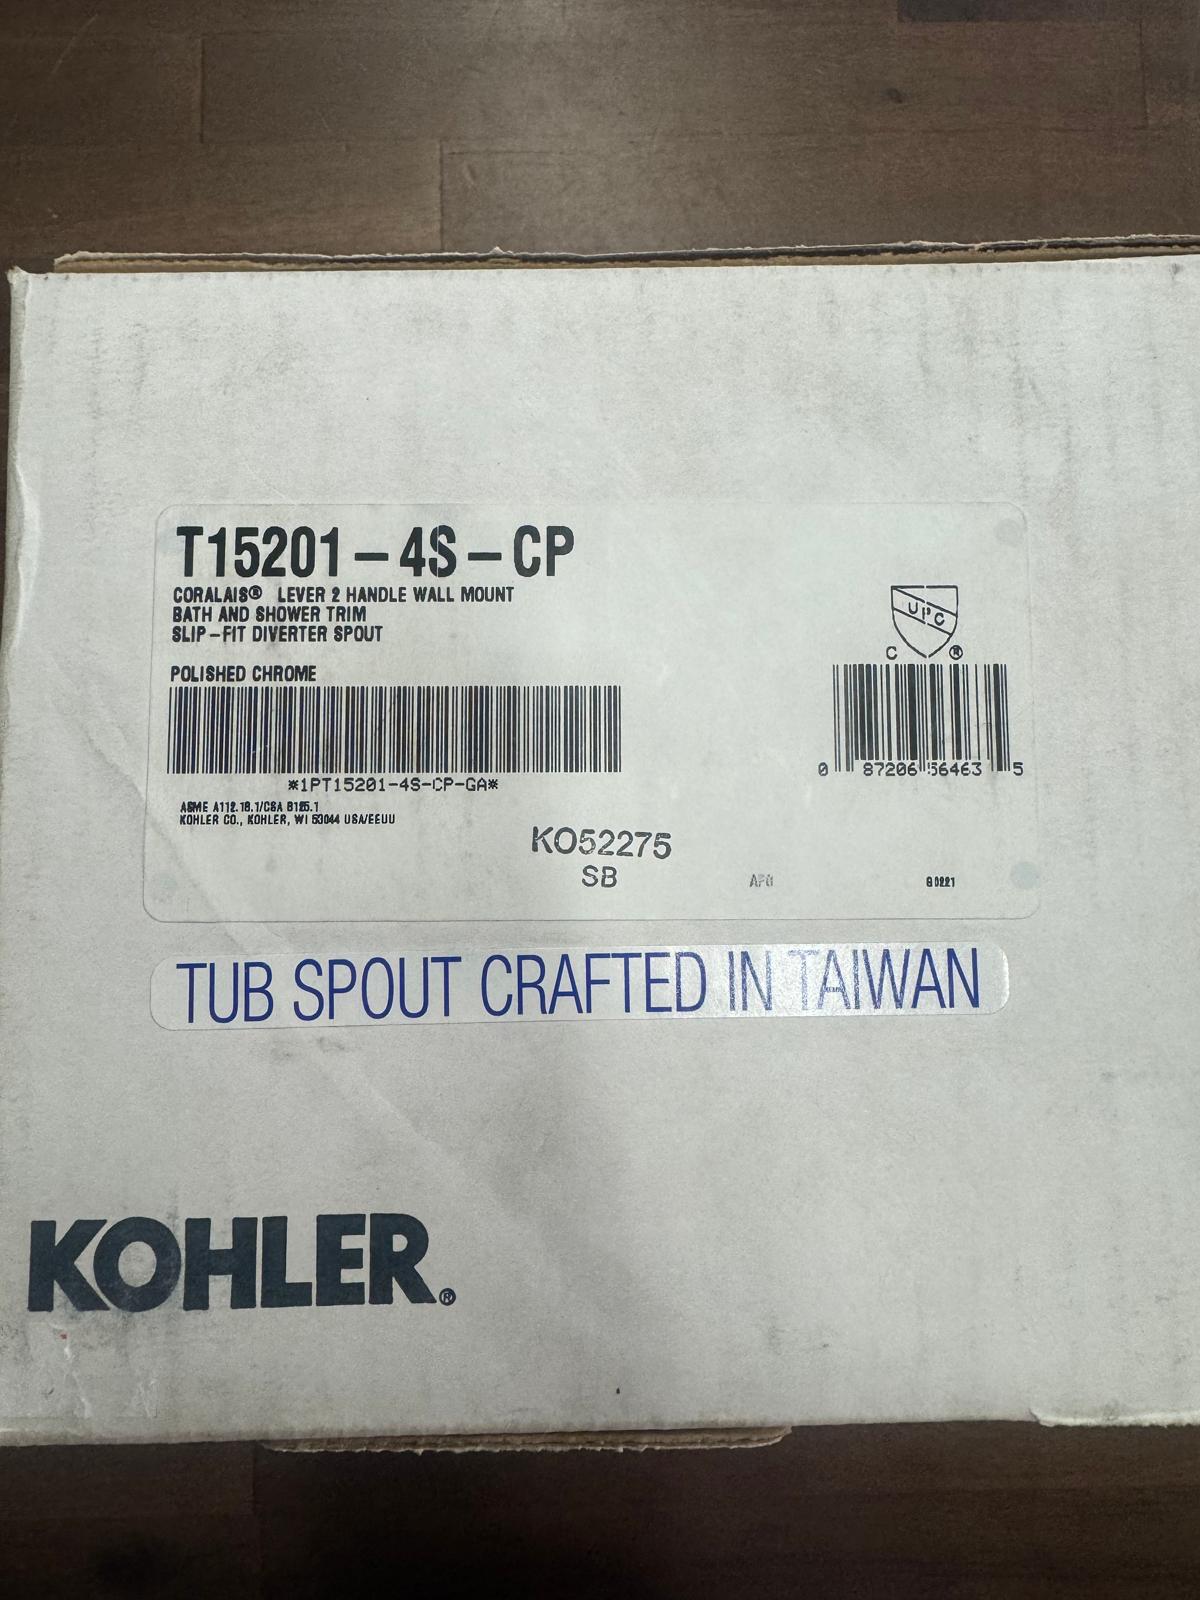 T15201-4S-CP
CORALAIS® LEVER 2 HANDLE WALL MOUNT
BATH AND SHOWER TRIM
SLIP-FIT DIVERTER SPOUT
POLISHED CHROME
*1PT15201-4S-CP-GA*
ASME A112.18.1/CSA B125.1
KOHLER CO., KOHLER, WI 53044 USA/EEUU
UPC
C ®
0 87206 56463 5
KO52275
SB
TUB SPOUT CRAFTED IN TAIWAN
KOHLER®